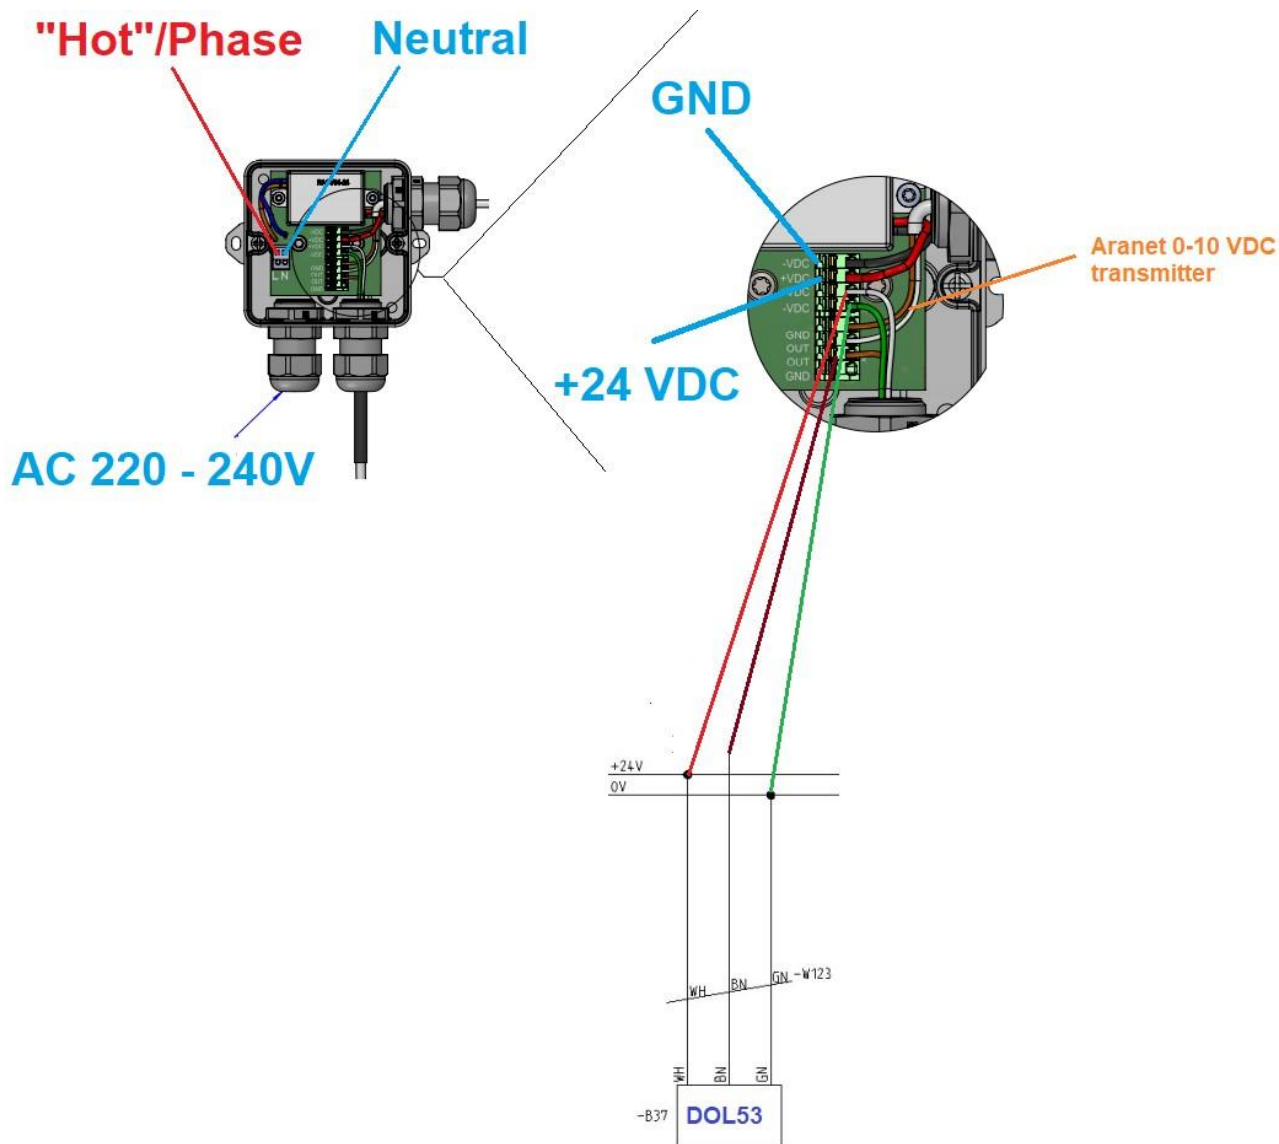 "Hot"/Phase
Neutral
GND
L N
-VDC
+VDC
-VDC
GND
OUT
OUT
GND
Aranet 0-10 VDC
transmitter
+24 VDC
AC 220 - 240V
+24V
0V
WH
BN
GN
-W123
WH
BN
GN
-B37
DOL53